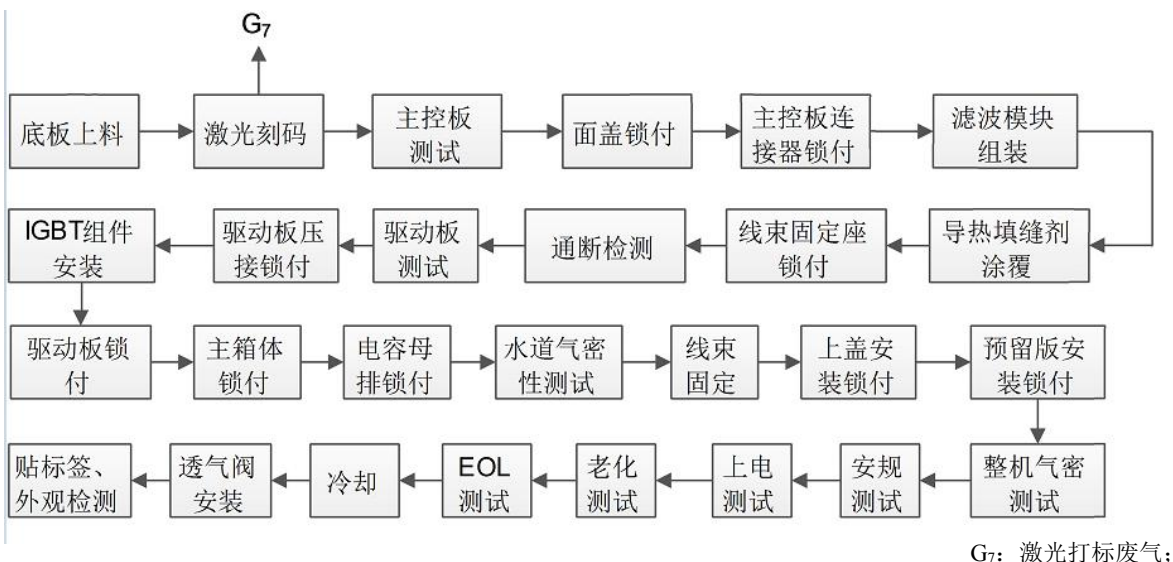 G₇
底板上料
激光刻码
主控板
测试
面盖锁付
主控板连
接器锁付
滤波模块
组装
导热填缝剂
涂覆
线束固定座
锁付
通断检测
驱动板
测试
驱动板压
接锁付
IGBT组件
安装
驱动板锁
付
主箱体
锁付
电容母
排锁付
水道气密
性测试
线束
固定
上盖安
装锁付
预留版安
装锁付
整机气密
测试
安规
测试
上电
测试
老化
测试
EOL
测试
冷却
透气阀
安装
贴标签、
外观检测
G₇：激光打标废气；